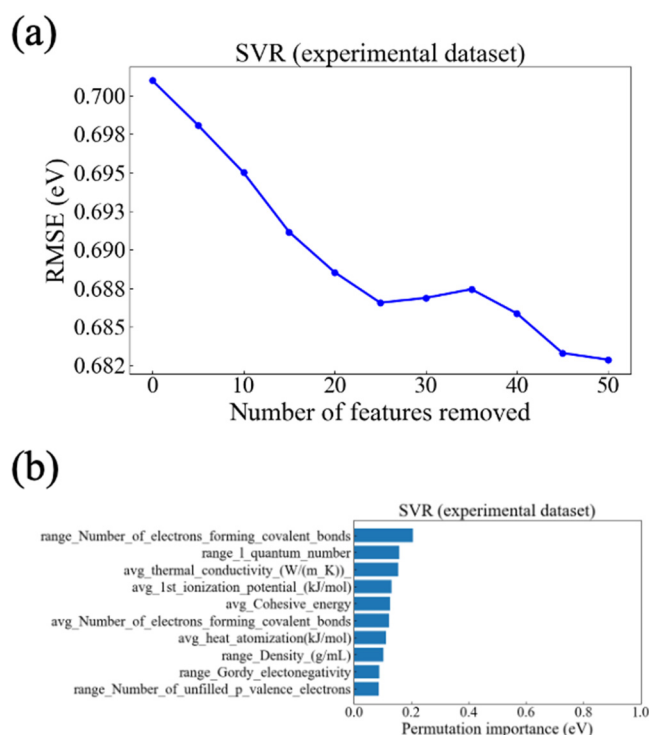 (a)
SVR (experimental dataset)
0.700
0.698
0.695
0.693
0.690
0.688
0.685
0.682
RMSE (eV)
0 10 20 30 40 50
Number of features removed
(b)
SVR (experimental dataset)
range_Number_of_electrons_forming_covalent_bonds
range_l_quantum_number
avg_thermal_conductivity_(W/(m_K))_
avg_1st_ionization_potential_(kJ/mol)
avg_Cohesive_energy
avg_Number_of_electrons_forming_covalent_bonds
avg_heat_atomization(kJ/mol)
range_Density_(g/mL)
range_Gordy_electonegativity
range_Number_of_unfilled_p_valence_electrons
0.0 0.2 0.4 0.6 0.8 1.0
Permutation importance (eV)